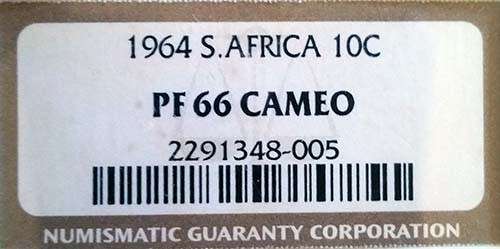 1964 S.AFRICA 10C
PF 66 CAMEO
2291348-005
NUMISMATIC GUARANTY CORPORATION